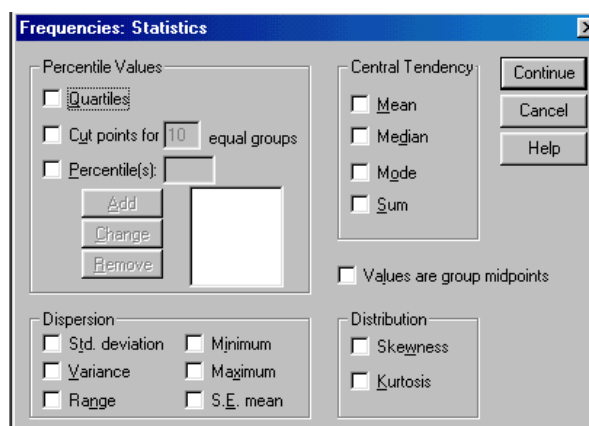 Frequencies: Statistics
Percentile Values
Quartiles
Cut points for 10 equal groups
Percentile(s):
Add
Change
Remove
Central Tendency
Mean
Median
Mode
Sum
Continue
Cancel
Help
Values are group midpoints
Dispersion
Std. deviation Minimum
Variance Maximum
Range S.E. mean
Distribution
Skewness
Kurtosis